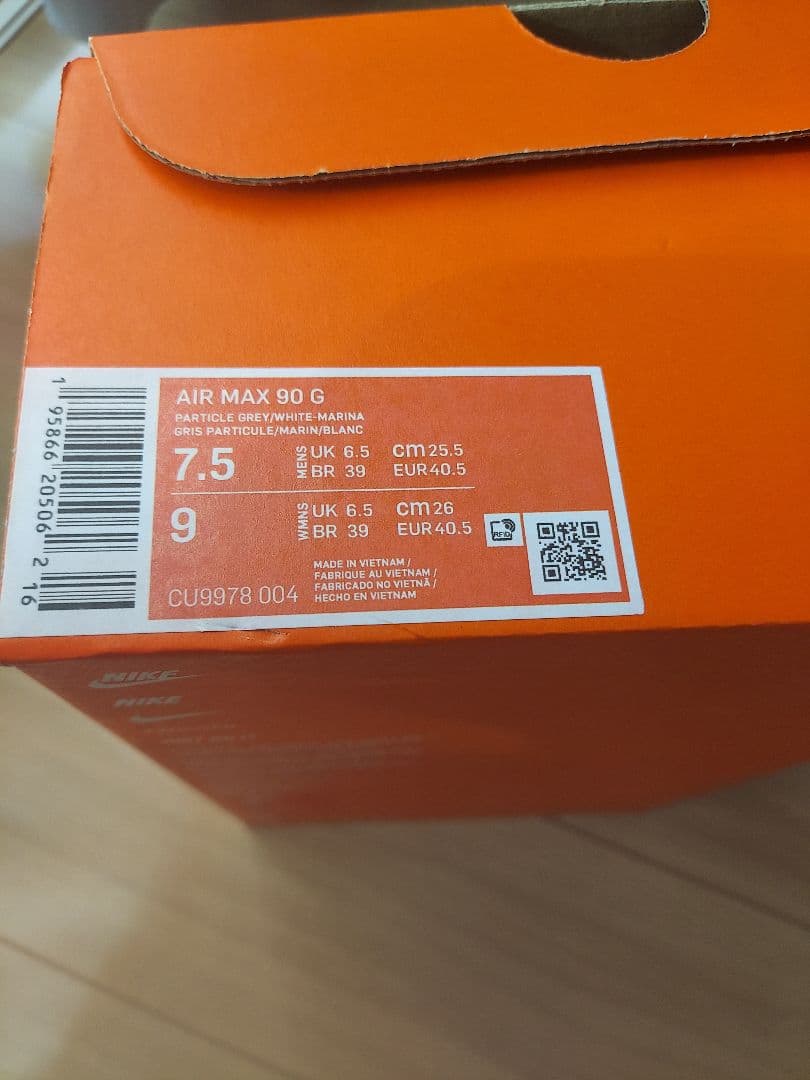 AIR MAX 90 G
PARTICLE GREY/WHITE-MARINA
GRIS PARTICULE/MARIN/BLANC
7.5 MENS UK 6.5 cm 25.5
BR 39 EUR 40.5
9 WMNS UK 6.5 cm 26
BR 39 EUR 40.5
RFID
MADE IN VIETNAM /
FABRIQUE AU VIETNAM /
FABRICADO NO VIETNÃ /
HECHO EN VIETNAM
CU9978 004
1 95866 20506 2 16
NIKE
NIKE